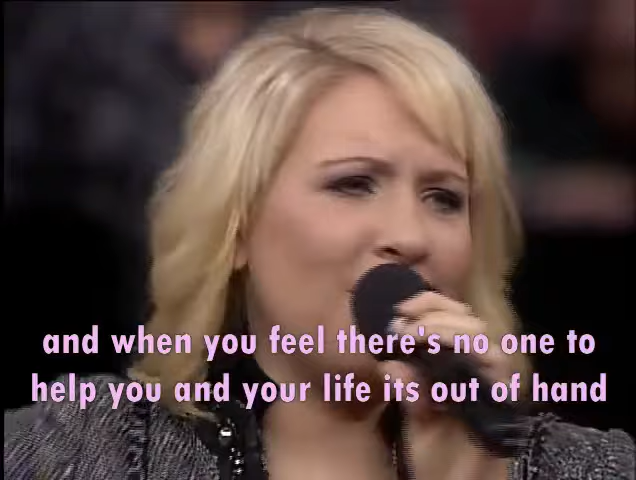 and when you feel there's no one to
help you and your life its out of hand